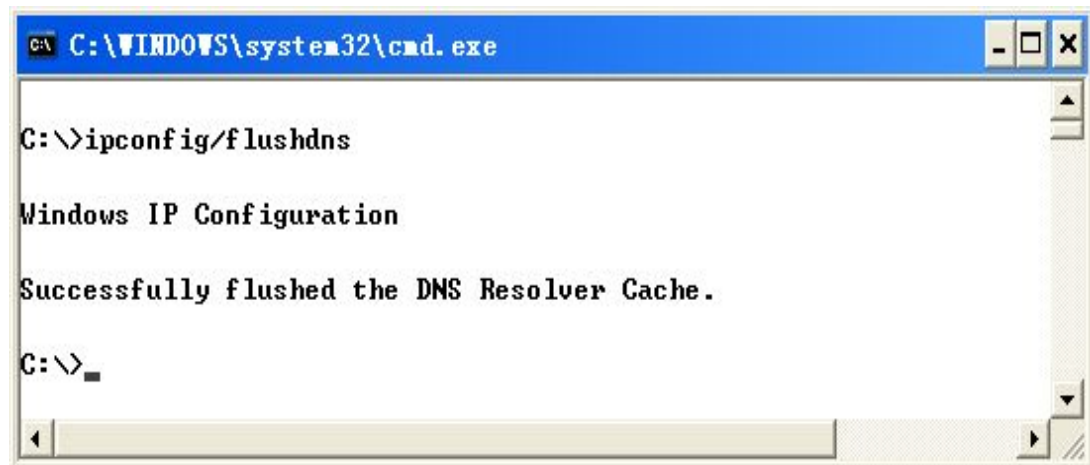 C:\WINDOWS\system32\cmd.exe
C:\>ipconfig/flushdns
Windows IP Configuration
Successfully flushed the DNS Resolver Cache.
C:\>_